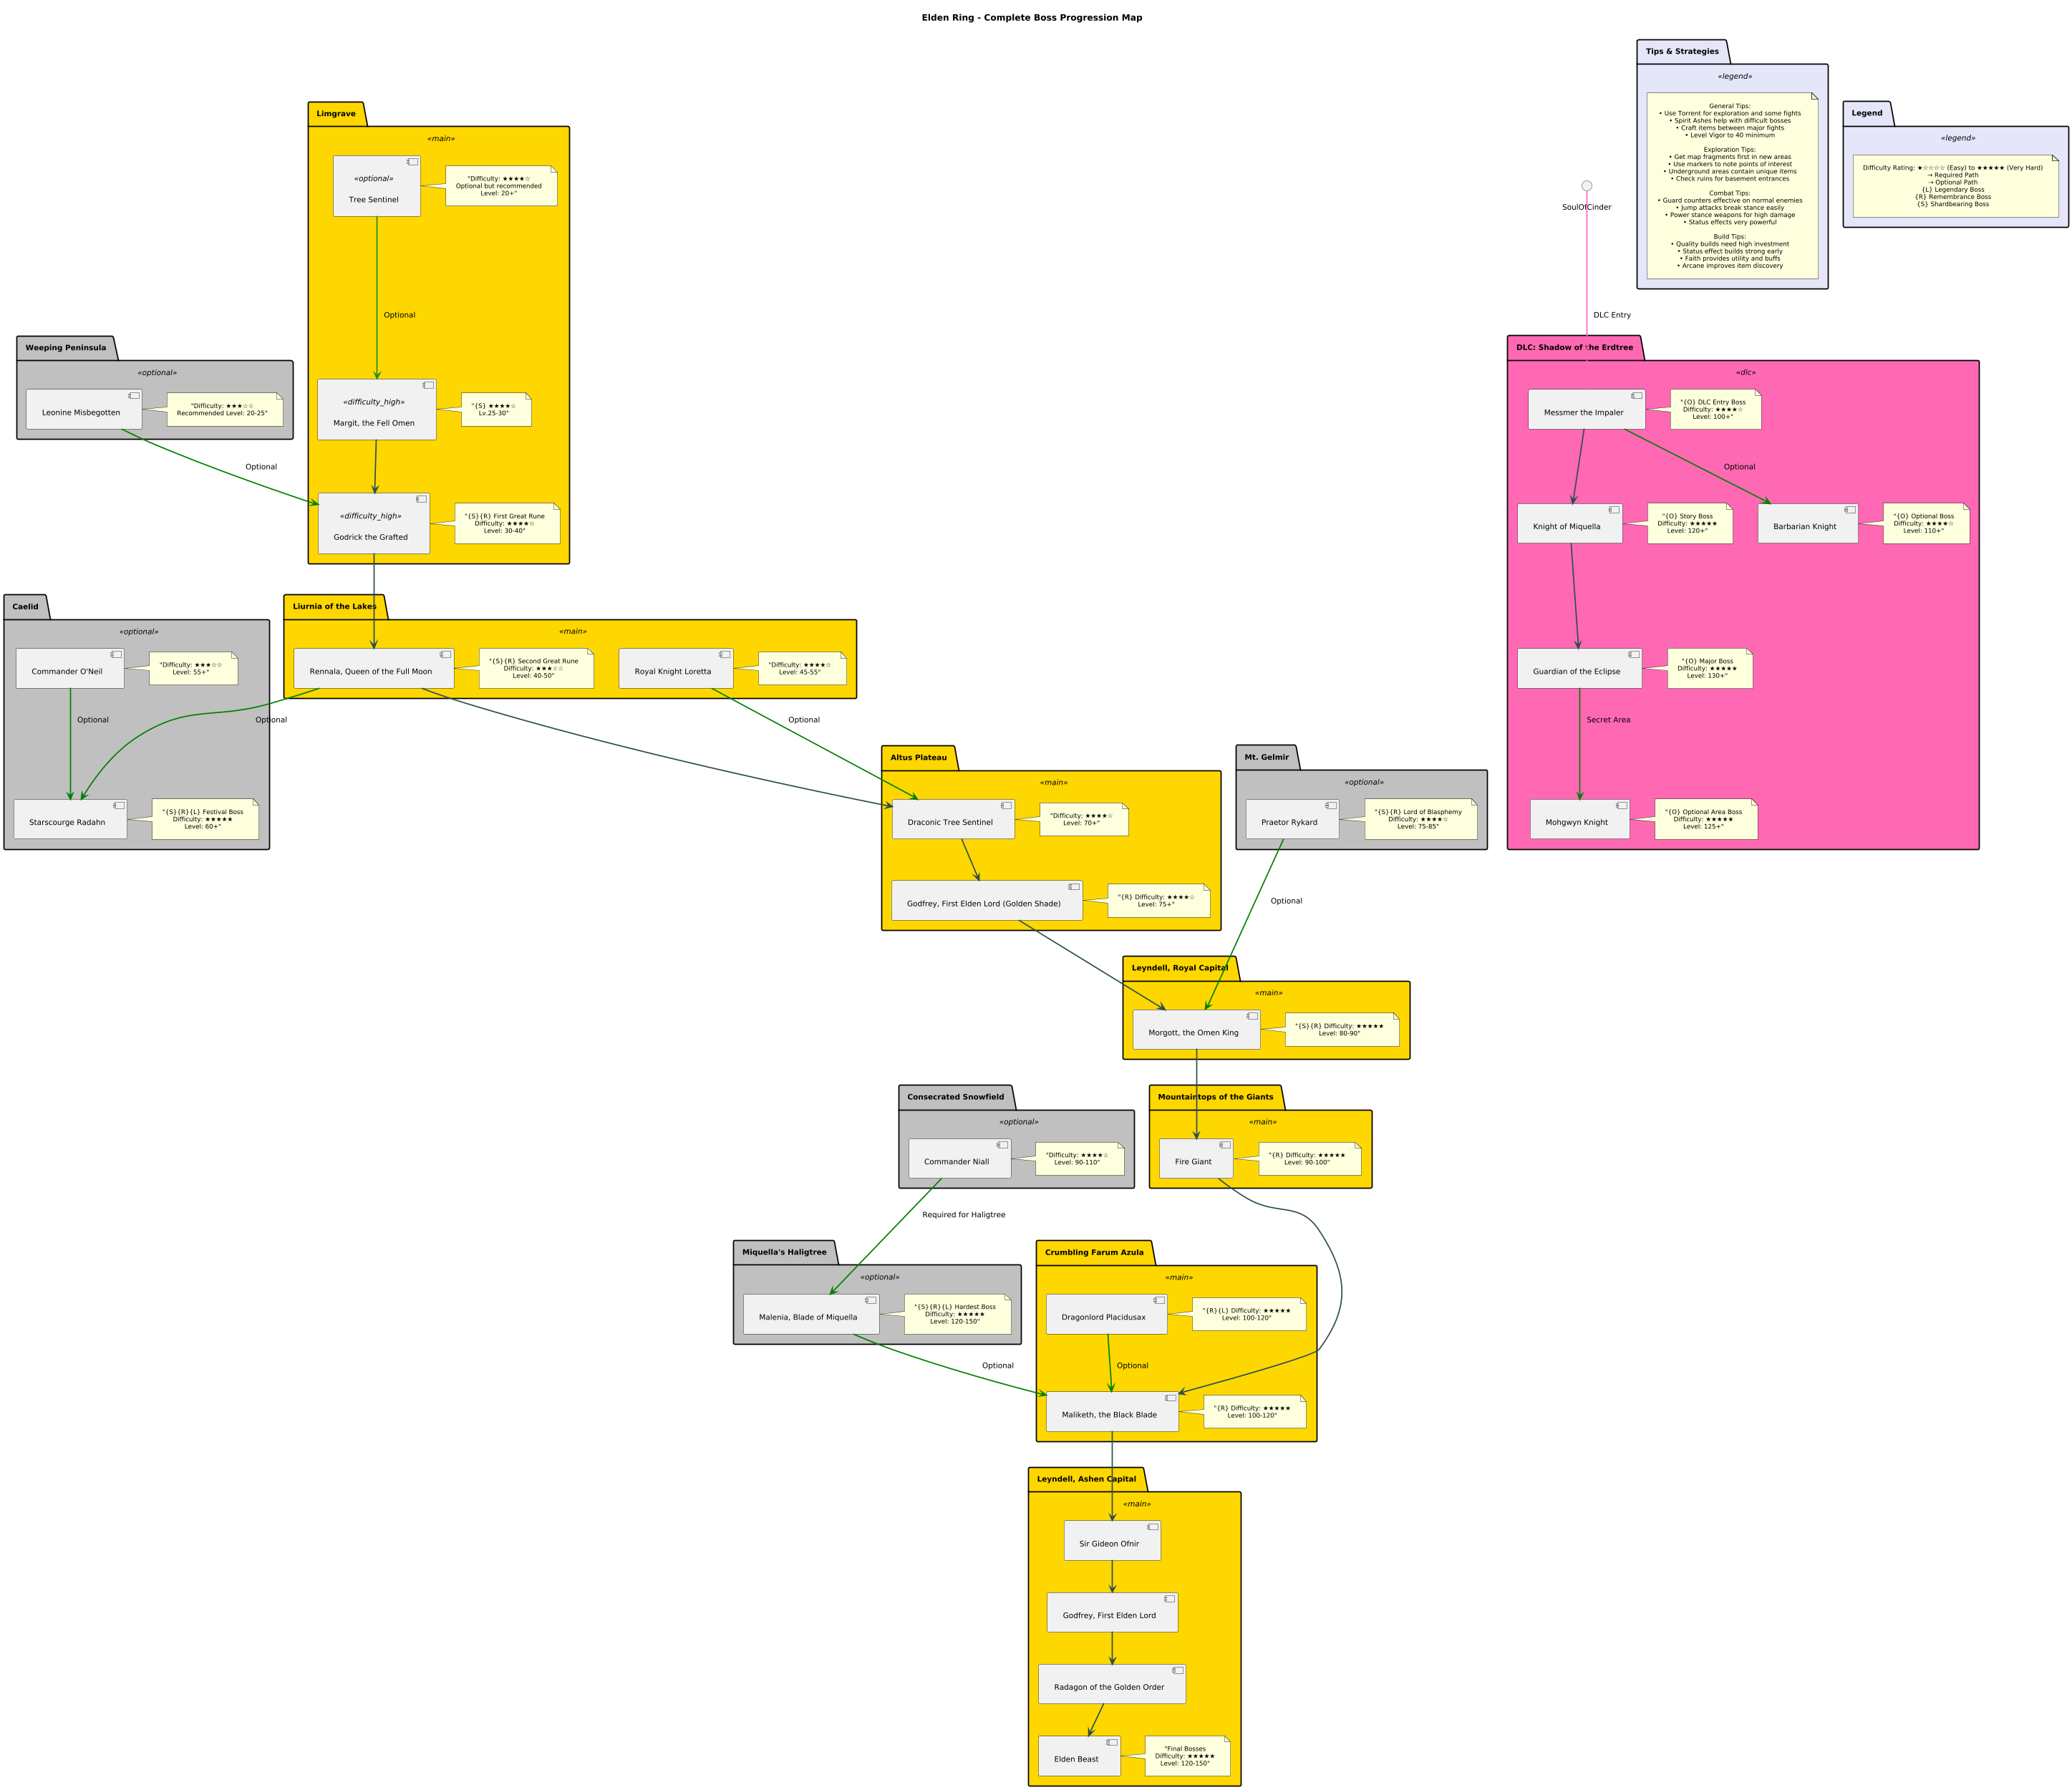 Elden Ring - Complete Boss Progression Map
Tips & Strategies
«legend»
General Tips:
• Use Torrent for exploration and some fights
• Spirit Ashes help with difficult bosses
• Craft items between major fights
• Level Vigor to 40 minimum
Exploration Tips:
• Get map fragments first in new areas
• Use markers to note points of interest
• Underground areas contain unique items
• Check ruins for basement entrances
Combat Tips:
• Guard counters effective on normal enemies
• Jump attacks break stance easily
• Power stance weapons for high damage
• Status effects very powerful
Build Tips:
• Quality builds need high investment
• Status effect builds strong early
• Faith provides utility and buffs
• Arcane improves item discovery
Legend
«legend»
Difficulty Rating: ★☆☆☆☆ (Easy) to ★★★★★ (Very Hard)
→ Required Path
⇢ Optional Path
{L} Legendary Boss
{R} Remembrance Boss
{S} Shardbearing Boss
Limgrave
«main»
«optional»
Tree Sentinel
"Difficulty: ★★★★☆
Optional but recommended
Level: 20+"
Optional
«difficulty_high»
Margit, the Fell Omen
"{S} ★★★★☆
Lv.25-30"
«difficulty_high»
Godrick the Grafted
"{S}{R} First Great Rune
Difficulty: ★★★★☆
Level: 30-40"
Weeping Peninsula
«optional»
Leonine Misbegotten
"Difficulty: ★★★☆☆
Recommended Level: 20-25"
Optional
SoulOfCinder
DLC Entry
DLC: Shadow of the Erdtree
«dlc»
Messmer the Impaler
"{O} DLC Entry Boss
Difficulty: ★★★★☆
Level: 100+"
Optional
Knight of Miquella
"{O} Story Boss
Difficulty: ★★★★★
Level: 120+"
Barbarian Knight
"{O} Optional Boss
Difficulty: ★★★★☆
Level: 110+"
Guardian of the Eclipse
"{O} Major Boss
Difficulty: ★★★★★
Level: 130+"
Secret Area
Mohgwyn Knight
"{O} Optional Area Boss
Difficulty: ★★★★★
Level: 125+"
Caelid
«optional»
Commander O'Neil
"Difficulty: ★★★☆☆
Level: 55+"
Optional
Optional
Starscourge Radahn
"{S}{R}{L} Festival Boss
Difficulty: ★★★★★
Level: 60+"
Liurnia of the Lakes
«main»
Rennala, Queen of the Full Moon
"{S}{R} Second Great Rune
Difficulty: ★★★☆☆
Level: 40-50"
Royal Knight Loretta
"Difficulty: ★★★★☆
Level: 45-55"
Optional
Altus Plateau
«main»
Draconic Tree Sentinel
"Difficulty: ★★★★☆
Level: 70+"
Godfrey, First Elden Lord (Golden Shade)
"{R} Difficulty: ★★★★☆
Level: 75+"
Mt. Gelmir
«optional»
Praetor Rykard
"{S}{R} Lord of Blasphemy
Difficulty: ★★★★☆
Level: 75-85"
Optional
Leyndell, Royal Capital
«main»
Morgott, the Omen King
"{S}{R} Difficulty: ★★★★★
Level: 80-90"
Consecrated Snowfield
«optional»
Commander Niall
"Difficulty: ★★★★☆
Level: 90-110"
Required for Haligtree
Mountaintops of the Giants
«main»
Fire Giant
"{R} Difficulty: ★★★★★
Level: 90-100"
Miquella's Haligtree
«optional»
Malenia, Blade of Miquella
"{S}{R}{L} Hardest Boss
Difficulty: ★★★★★
Level: 120-150"
Optional
Crumbling Farum Azula
«main»
Dragonlord Placidusax
"{R}{L} Difficulty: ★★★★★
Level: 100-120"
Optional
Maliketh, the Black Blade
"{R} Difficulty: ★★★★★
Level: 100-120"
Leyndell, Ashen Capital
«main»
Sir Gideon Ofnir
Godfrey, First Elden Lord
Radagon of the Golden Order
Elden Beast
"Final Bosses
Difficulty: ★★★★★
Level: 120-150"